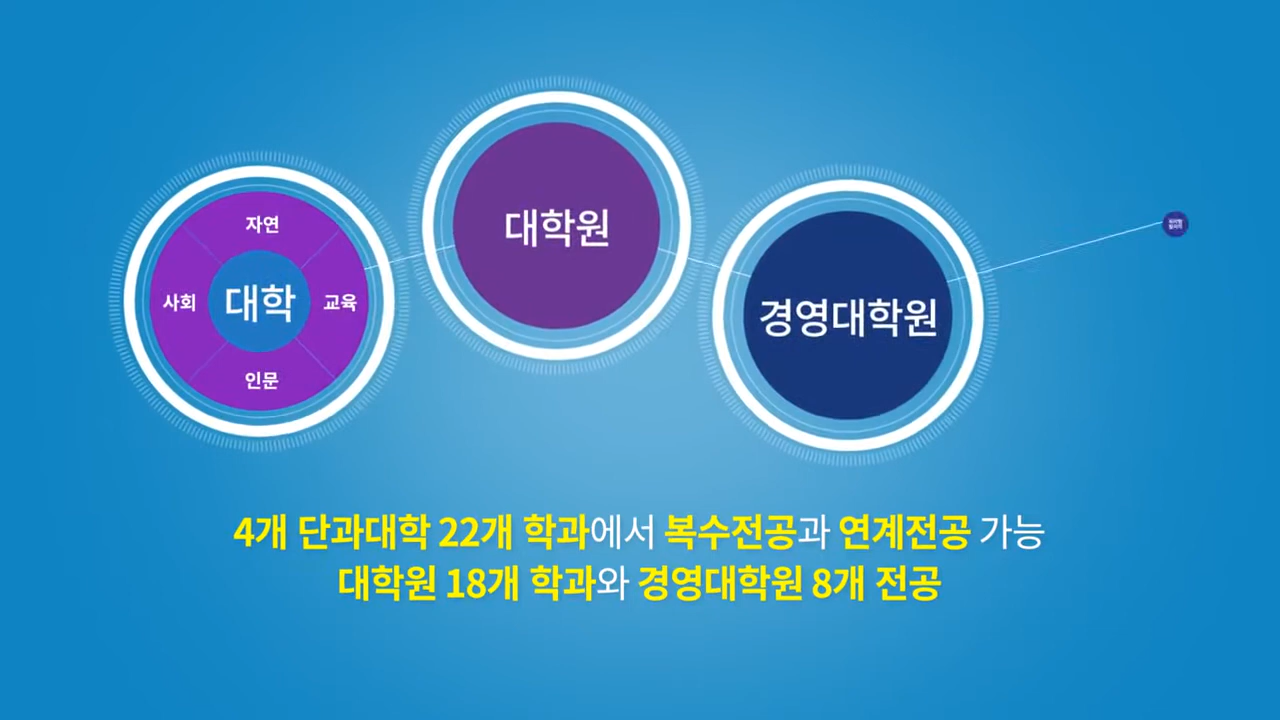 자연
사회
대학
교육
인문
대학원
경영대학원
4개 단과대학 22개 학과에서 복수전공과 연계전공 가능
대학원 18개 학과와 경영대학원 8개 전공